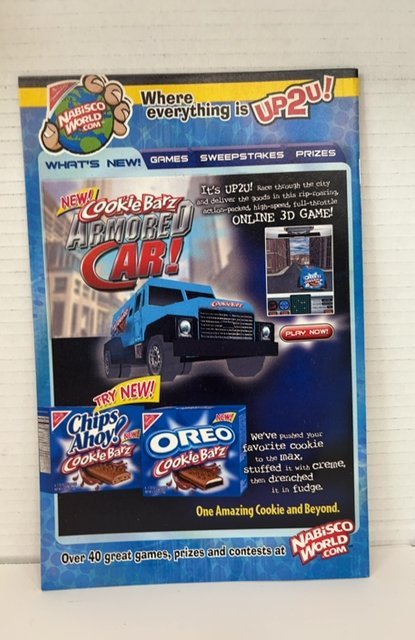 NABISCO
WORLD
.COM
Where
everything is UP2U!
WHAT'S NEW!
GAMES
SWEEPSTAKES
PRIZES
NEW!
CookieBarz
ARMORED
CAR!
It's UP2U! Race through the city
and deliver the goods in this rip-roaring,
action-packed, high-speed, full-throttle
ONLINE 3D GAME!
OREO
CookieBarz
PLAY NOW!
TRY NEW!
Chips
Ahoy!
CookieBarz
NEW!
OREO
CookieBarz
We've pushed your
favorite cookie
to the max,
stuffed it with creme,
then drenched
it in fudge.
One Amazing Cookie and Beyond.
Over 40 great games, prizes and contests at
NABISCO
WORLD
.COM